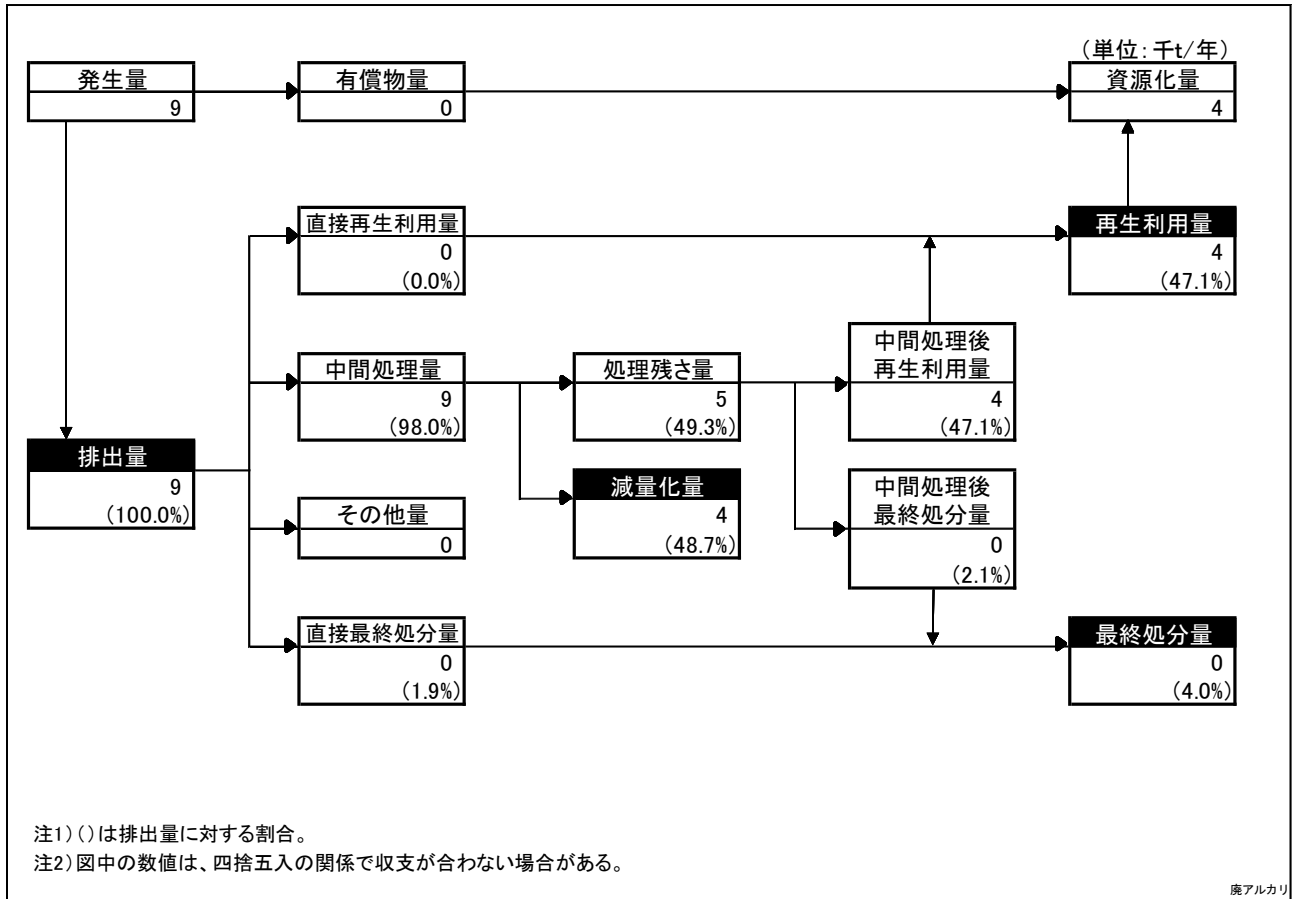 (単位:千t/年)
発生量
9
有償物量
0
資源化量
4
直接再生利用量
0
(0.0%)
再生利用量
4
(47.1%)
中間処理量
9
(98.0%)
処理残さ量
5
(49.3%)
中間処理後
再生利用量
4
(47.1%)
排出量
9
(100.0%)
減量化量
4
(48.7%)
中間処理後
最終処分量
0
(2.1%)
その他量
0
直接最終処分量
0
(1.9%)
最終処分量
0
(4.0%)
注1)()は排出量に対する割合。
注2)図中の数値は、四捨五入の関係で収支が合わない場合がある。
廃アルカリ